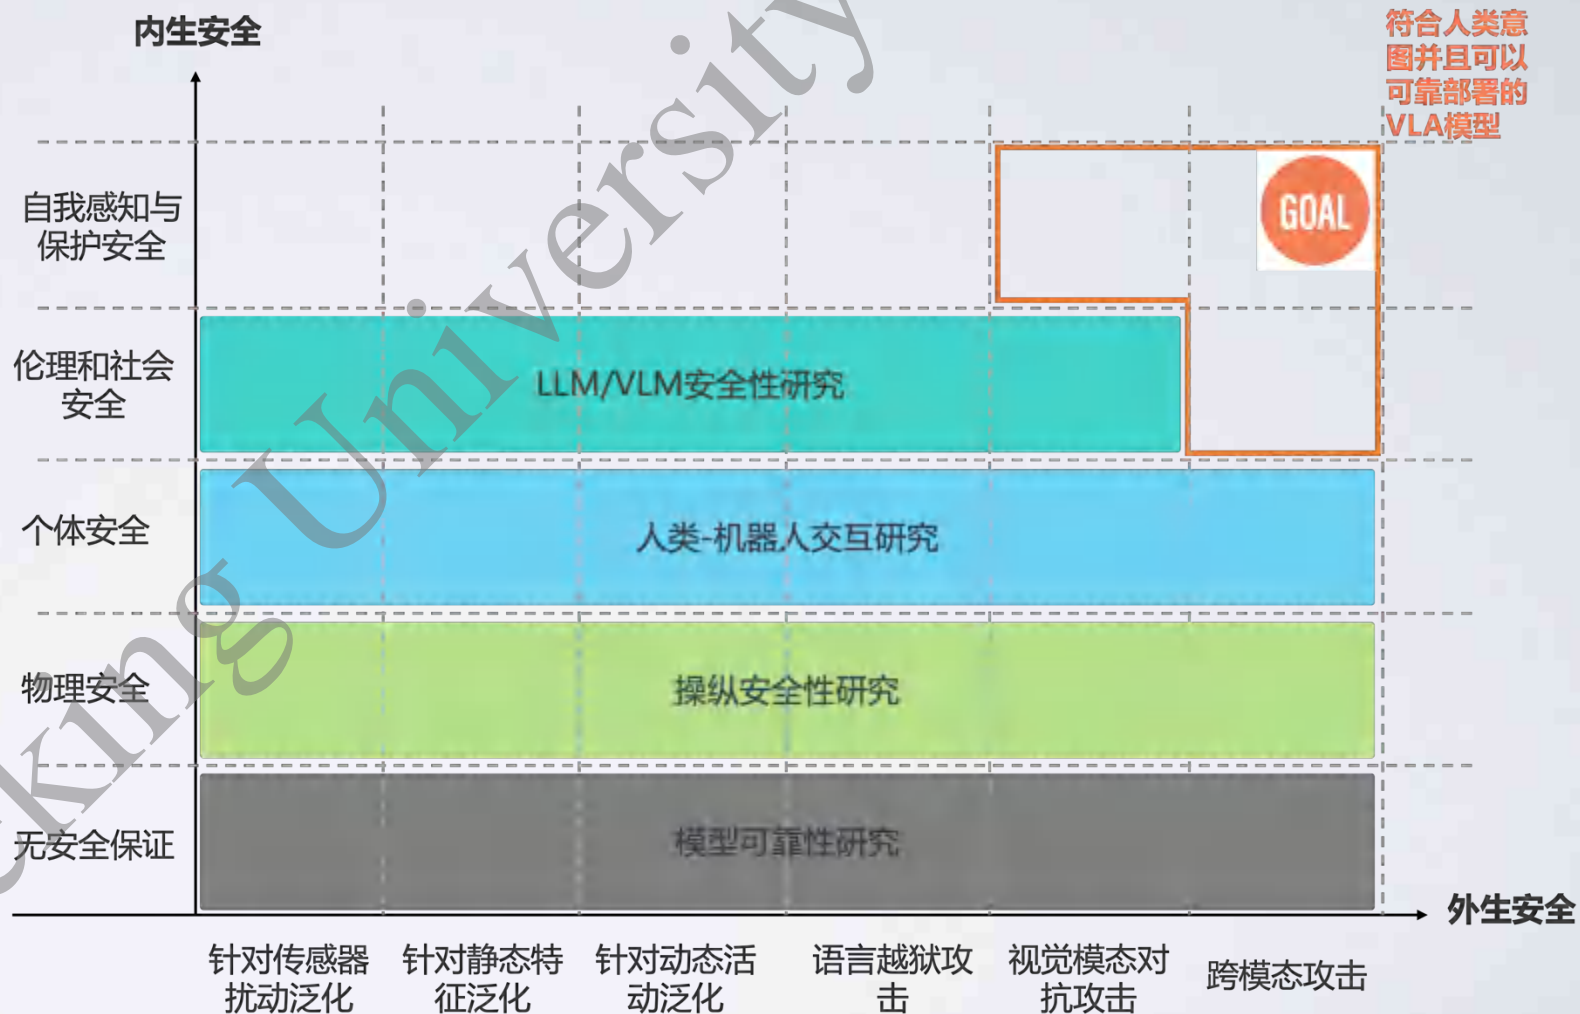 内生安全
符合人类意
图并且可以
可靠部署的
VLA模型
自我感知与
保护安全
GOAL
伦理和社会
安全
LLM/VLM安全性研究
个体安全
人类-机器人交互研究
物理安全
操纵安全性研究
无安全保证
模型可靠性研究
外生安全
针对传感器
扰动泛化
针对静态特
征泛化
针对动态活
动泛化
语言越狱攻
击
视觉模态对
抗攻击
跨模态攻击
eking University